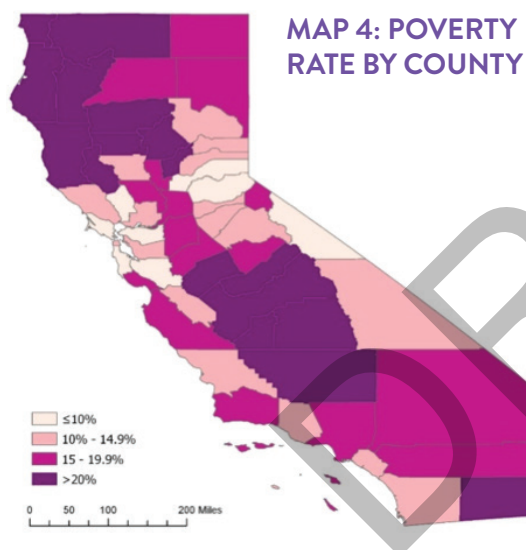 MAP 4: POVERTY
RATE BY COUNTY
≤10%
10% - 14.9%
15 - 19.9%
>20%
0 50 100 200 Miles